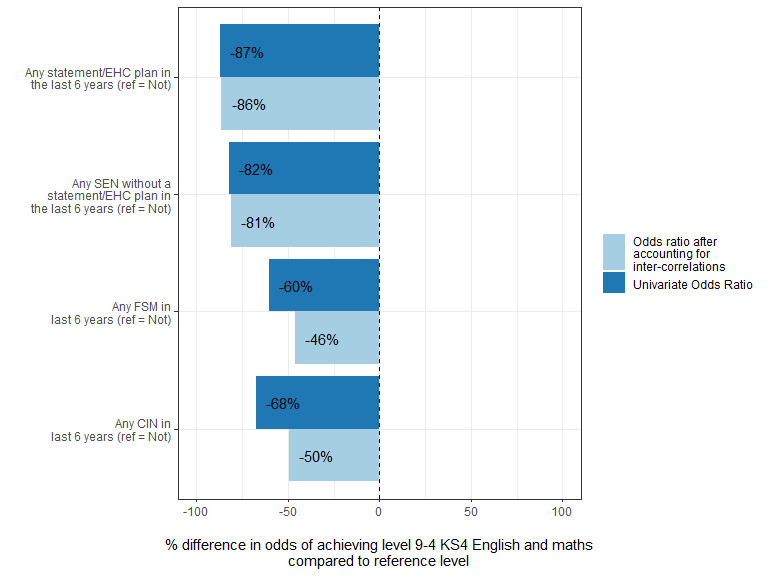 Any statement/EHC plan in
the last 6 years (ref = Not)
-87%
-86%
Any SEN without a
statement/EHC plan in
the last 6 years (ref = Not)
-82%
-81%
Any FSM in
last 6 years (ref = Not)
-60%
-46%
Any CIN in
last 6 years (ref = Not)
-68%
-50%
-100
-50
0
50
100
% difference in odds of achieving level 9-4 KS4 English and maths
compared to reference level
Odds ratio after
accounting for
inter-correlations
Univariate Odds Ratio